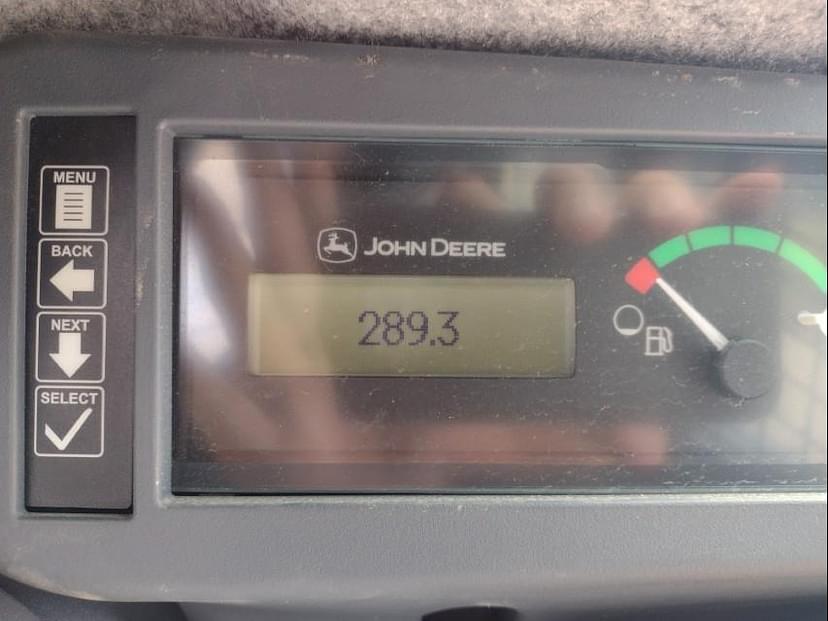 MENU
BACK
NEXT
SELECT
JOHN DEERE
289.3